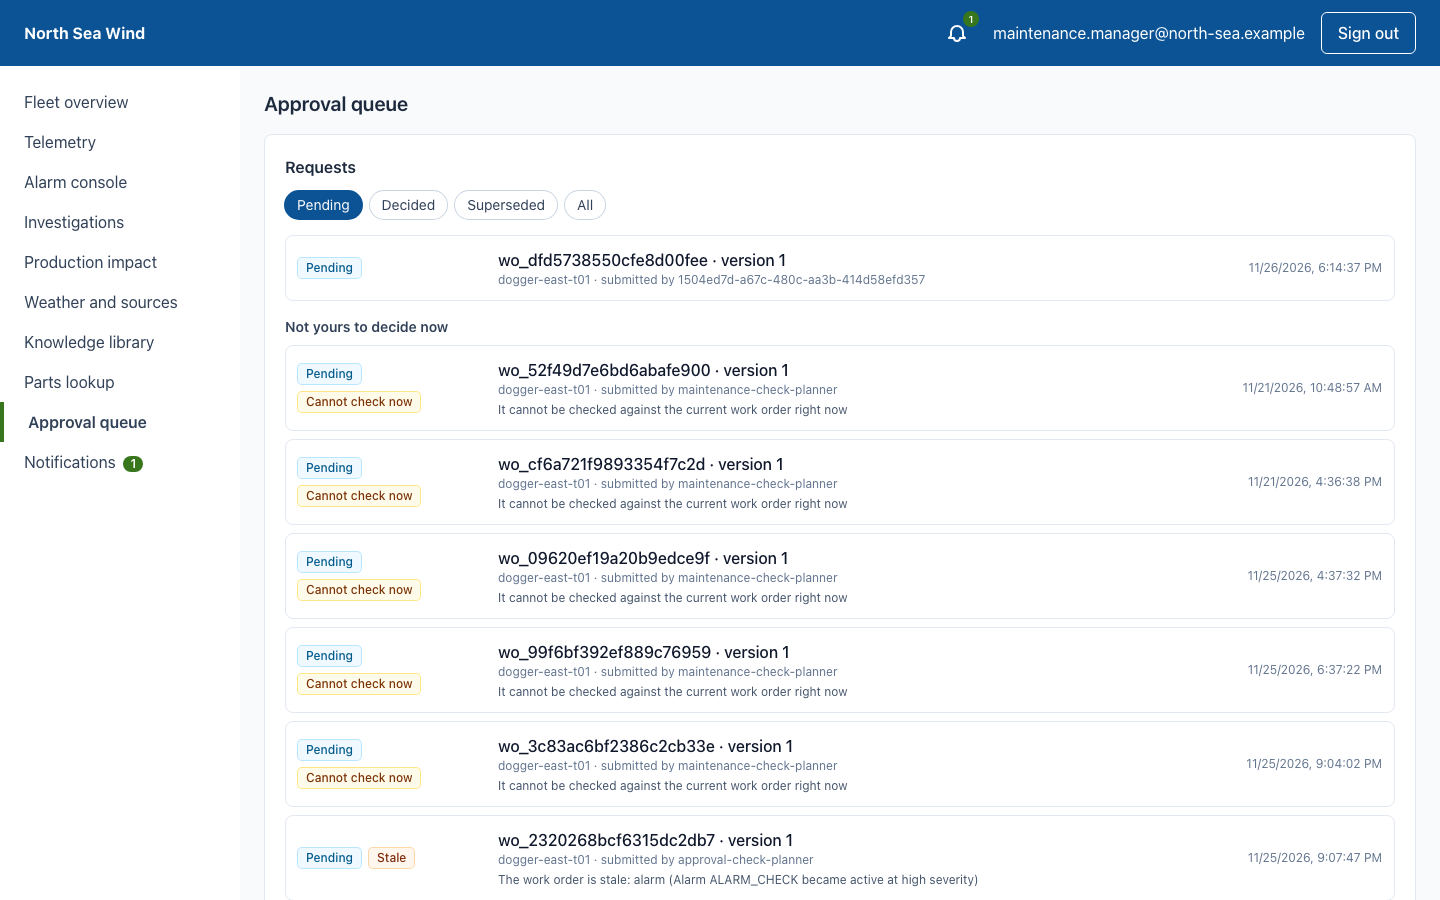 North Sea Wind
1
maintenance.manager@north-sea.example
Sign out
Fleet overview
Telemetry
Alarm console
Investigations
Production impact
Weather and sources
Knowledge library
Parts lookup
Approval queue
Notifications 1
Approval queue
Requests
Pending
Decided
Superseded
All
Pending
wo_dfd5738550cfe8d00fee · version 1
dogger-east-t01 · submitted by 1504ed7d-a67c-480c-aa3b-414d58efd357
11/26/2026, 6:14:37 PM
Not yours to decide now
Pending
Cannot check now
wo_52f49d7e6bd6abafe900 · version 1
dogger-east-t01 · submitted by maintenance-check-planner
It cannot be checked against the current work order right now
11/21/2026, 10:48:57 AM
Pending
Cannot check now
wo_cf6a721f9893354f7c2d · version 1
dogger-east-t01 · submitted by maintenance-check-planner
It cannot be checked against the current work order right now
11/21/2026, 4:36:38 PM
Pending
Cannot check now
wo_09620ef19a20b9edce9f · version 1
dogger-east-t01 · submitted by maintenance-check-planner
It cannot be checked against the current work order right now
11/25/2026, 4:37:32 PM
Pending
Cannot check now
wo_99f6bf392ef889c76959 · version 1
dogger-east-t01 · submitted by maintenance-check-planner
It cannot be checked against the current work order right now
11/25/2026, 6:37:22 PM
Pending
Cannot check now
wo_3c83ac6bf2386c2cb33e · version 1
dogger-east-t01 · submitted by maintenance-check-planner
It cannot be checked against the current work order right now
11/25/2026, 9:04:02 PM
Pending
Stale
wo_2320268bcf6315dc2db7 · version 1
dogger-east-t01 · submitted by approval-check-planner
The work order is stale: alarm (Alarm ALARM_CHECK became active at high severity)
11/25/2026, 9:07:47 PM